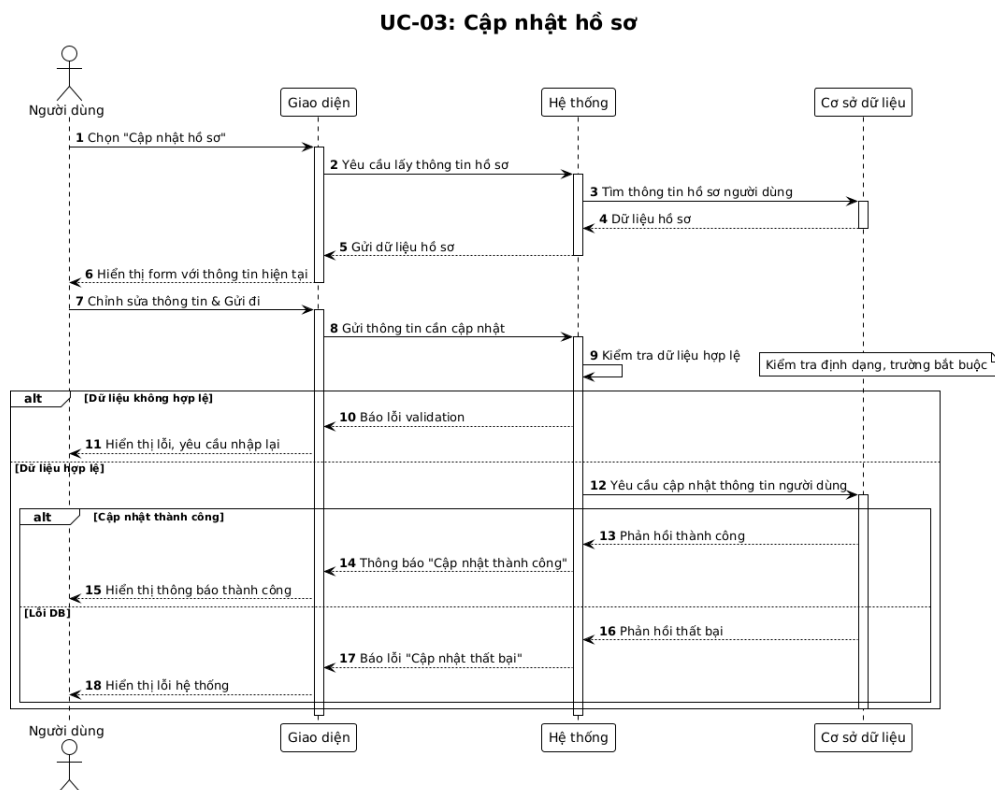 UC-03: Cập nhật hồ sơ
Người dùng
Giao diện
Hệ thống
Cơ sở dữ liệu
1 Chọn "Cập nhật hồ sơ"
2 Yêu cầu lấy thông tin hồ sơ
3 Tìm thông tin hồ sơ người dùng
4 Dữ liệu hồ sơ
5 Gửi dữ liệu hồ sơ
6 Hiển thị form với thông tin hiện tại
7 Chỉnh sửa thông tin & Gửi đi
8 Gửi thông tin cần cập nhật
9 Kiểm tra dữ liệu hợp lệ
Kiểm tra định dạng, trường bắt buộc
alt [Dữ liệu không hợp lệ]
10 Báo lỗi validation
11 Hiển thị lỗi, yêu cầu nhập lại
[Dữ liệu hợp lệ]
12 Yêu cầu cập nhật thông tin người dùng
alt [Cập nhật thành công]
13 Phản hồi thành công
14 Thông báo "Cập nhật thành công"
15 Hiển thị thông báo thành công
[Lỗi DB]
16 Phản hồi thất bại
17 Báo lỗi "Cập nhật thất bại"
18 Hiển thị lỗi hệ thống
Người dùng
Giao diện
Hệ thống
Cơ sở dữ liệu